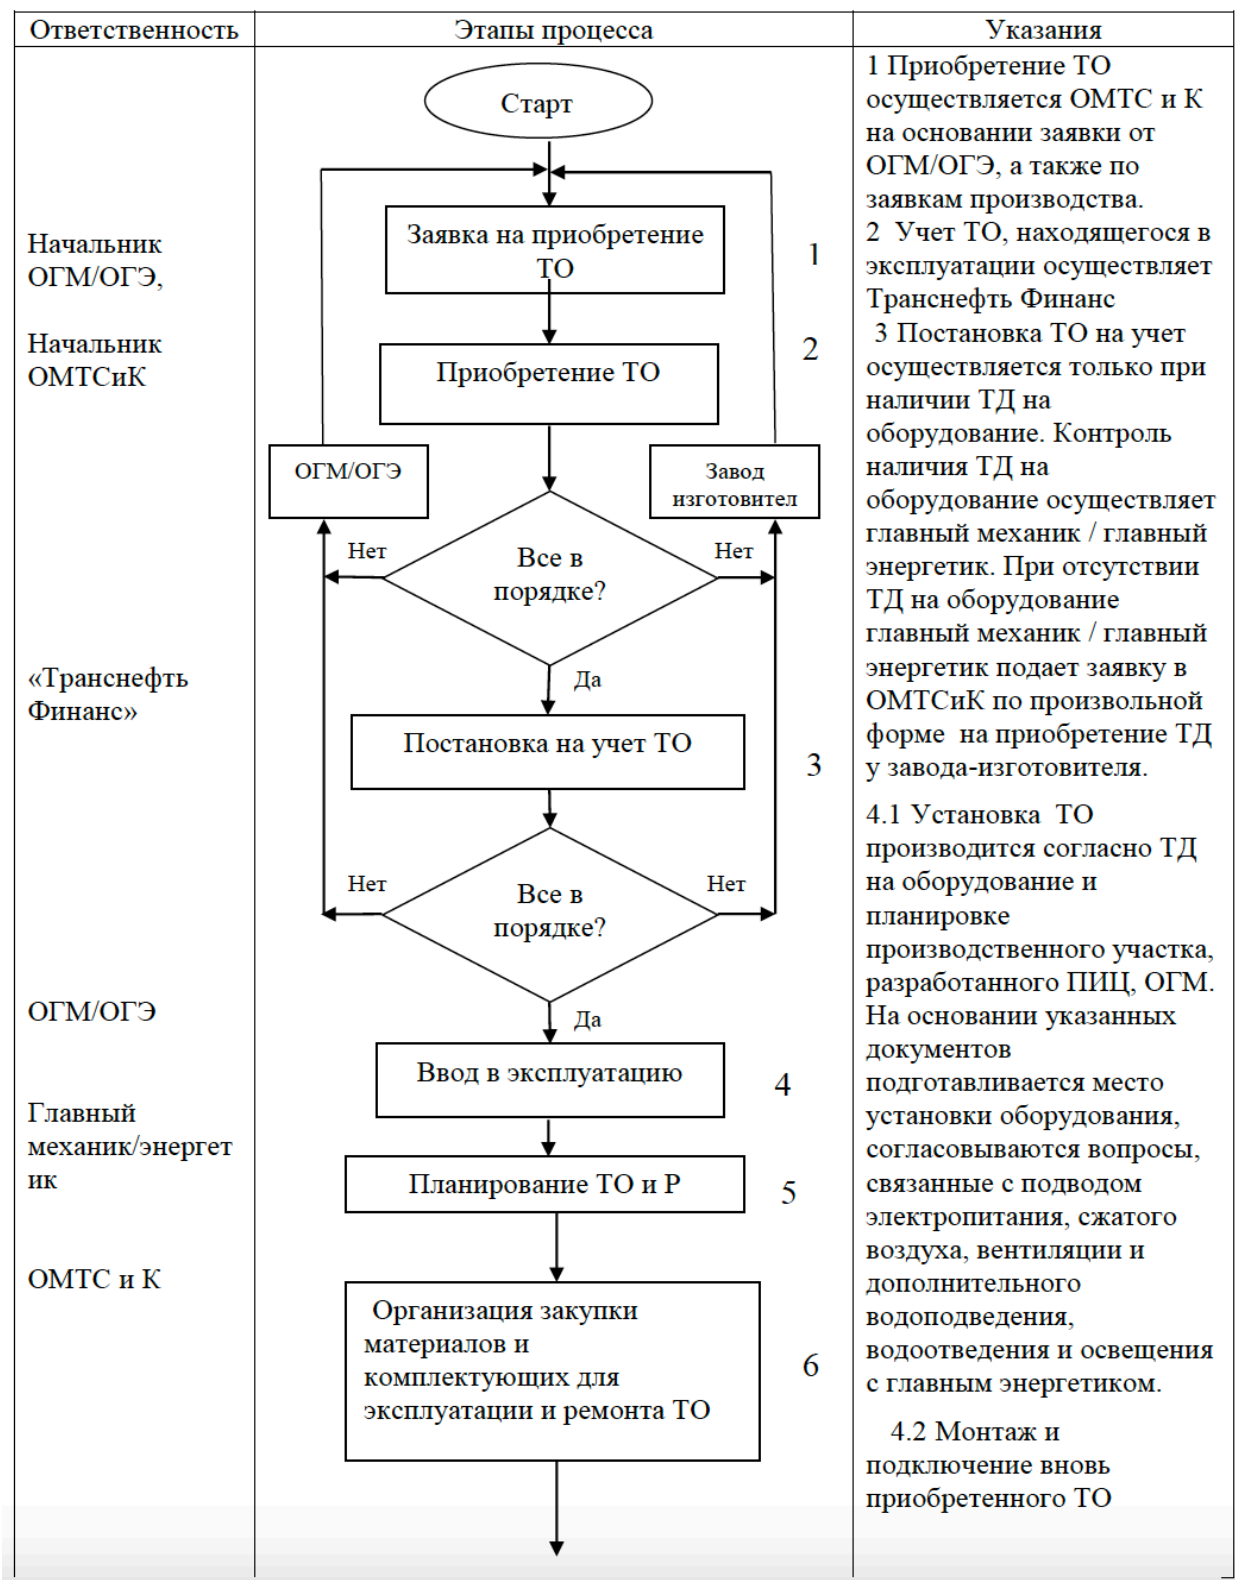 Ответственность
Этапы процесса
Указания
Старт
Заявка на приобретение
ТО
1
Приобретение ТО
2
ОГМ/ОГЭ
Завод
изготовител
Нет
Все в
порядке?
Нет
Да
Постановка на учет ТО
3
Нет
Все в
порядке?
Нет
Да
Ввод в эксплуатацию
4
Планирование ТО и Р
5
Организация закупки
материалов и
комплектующих для
эксплуатации и ремонта ТО
6
Начальник
ОГМ/ОГЭ,
Начальник
ОМТСиК
«Транснефть
Финанс»
ОГМ/ОГЭ
Главный
механик/энергет
ик
ОМТС и К
1 Приобретение ТО
осуществляется ОМТС и К
на основании заявки от
ОГМ/ОГЭ, а также по
заявкам производства.
2 Учет ТО, находящегося в
эксплуатации осуществляет
Транснефть Финанс
3 Постановка ТО на учет
осуществляется только при
наличии ТД на
оборудование. Контроль
наличия ТД на
оборудование осуществляет
главный механик / главный
энергетик. При отсутствии
ТД на оборудование
главный механик / главный
энергетик подает заявку в
ОМТСиК по произвольной
форме на приобретение ТД
у завода-изготовителя.
4.1 Установка ТО
производится согласно ТД
на оборудование и
планировке
производственного участка,
разработанного ПИЦ, ОГМ.
На основании указанных
документов
подготавливается место
установки оборудования,
согласовываются вопросы,
связанные с подводом
электропитания, сжатого
воздуха, вентиляции и
дополнительного
водоподведения,
водоотведения и освещения
с главным энергетиком.
4.2 Монтаж и
подключение вновь
приобретенного ТО